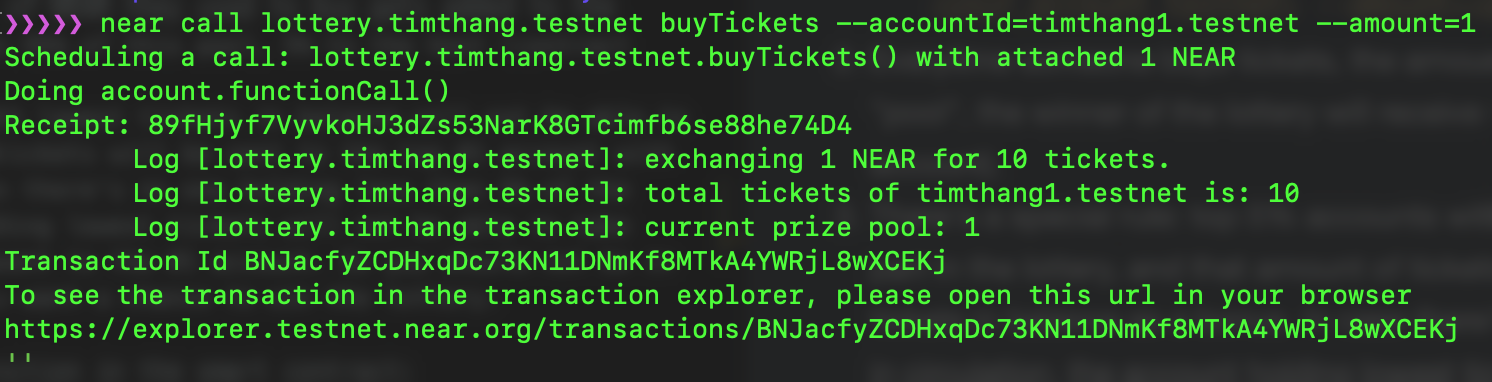 ❯❯❯❯❯ near call lottery.timthang.testnet buyTickets --accountId=timthang1.testnet --amount=1
Scheduling a call: lottery.timthang.testnet.buyTickets() with attached 1 NEAR
Doing account.functionCall()
Receipt: 89fHjyf7VyvkoHJ3dZs53NarK8GTcimfb6se88he74D4
Log [lottery.timthang.testnet]: exchanging 1 NEAR for 10 tickets.
Log [lottery.timthang.testnet]: total tickets of timthang1.testnet is: 10
Log [lottery.timthang.testnet]: current prize pool: 1
Transaction Id BNJacfyZCDHxqDc73KN11DNmKf8MTkA4YWRjL8wXCEKj
To see the transaction in the transaction explorer, please open this url in your browser
https://explorer.testnet.near.org/transactions/BNJacfyZCDHxqDc73KN11DNmKf8MTkA4YWRjL8wXCEKj
''